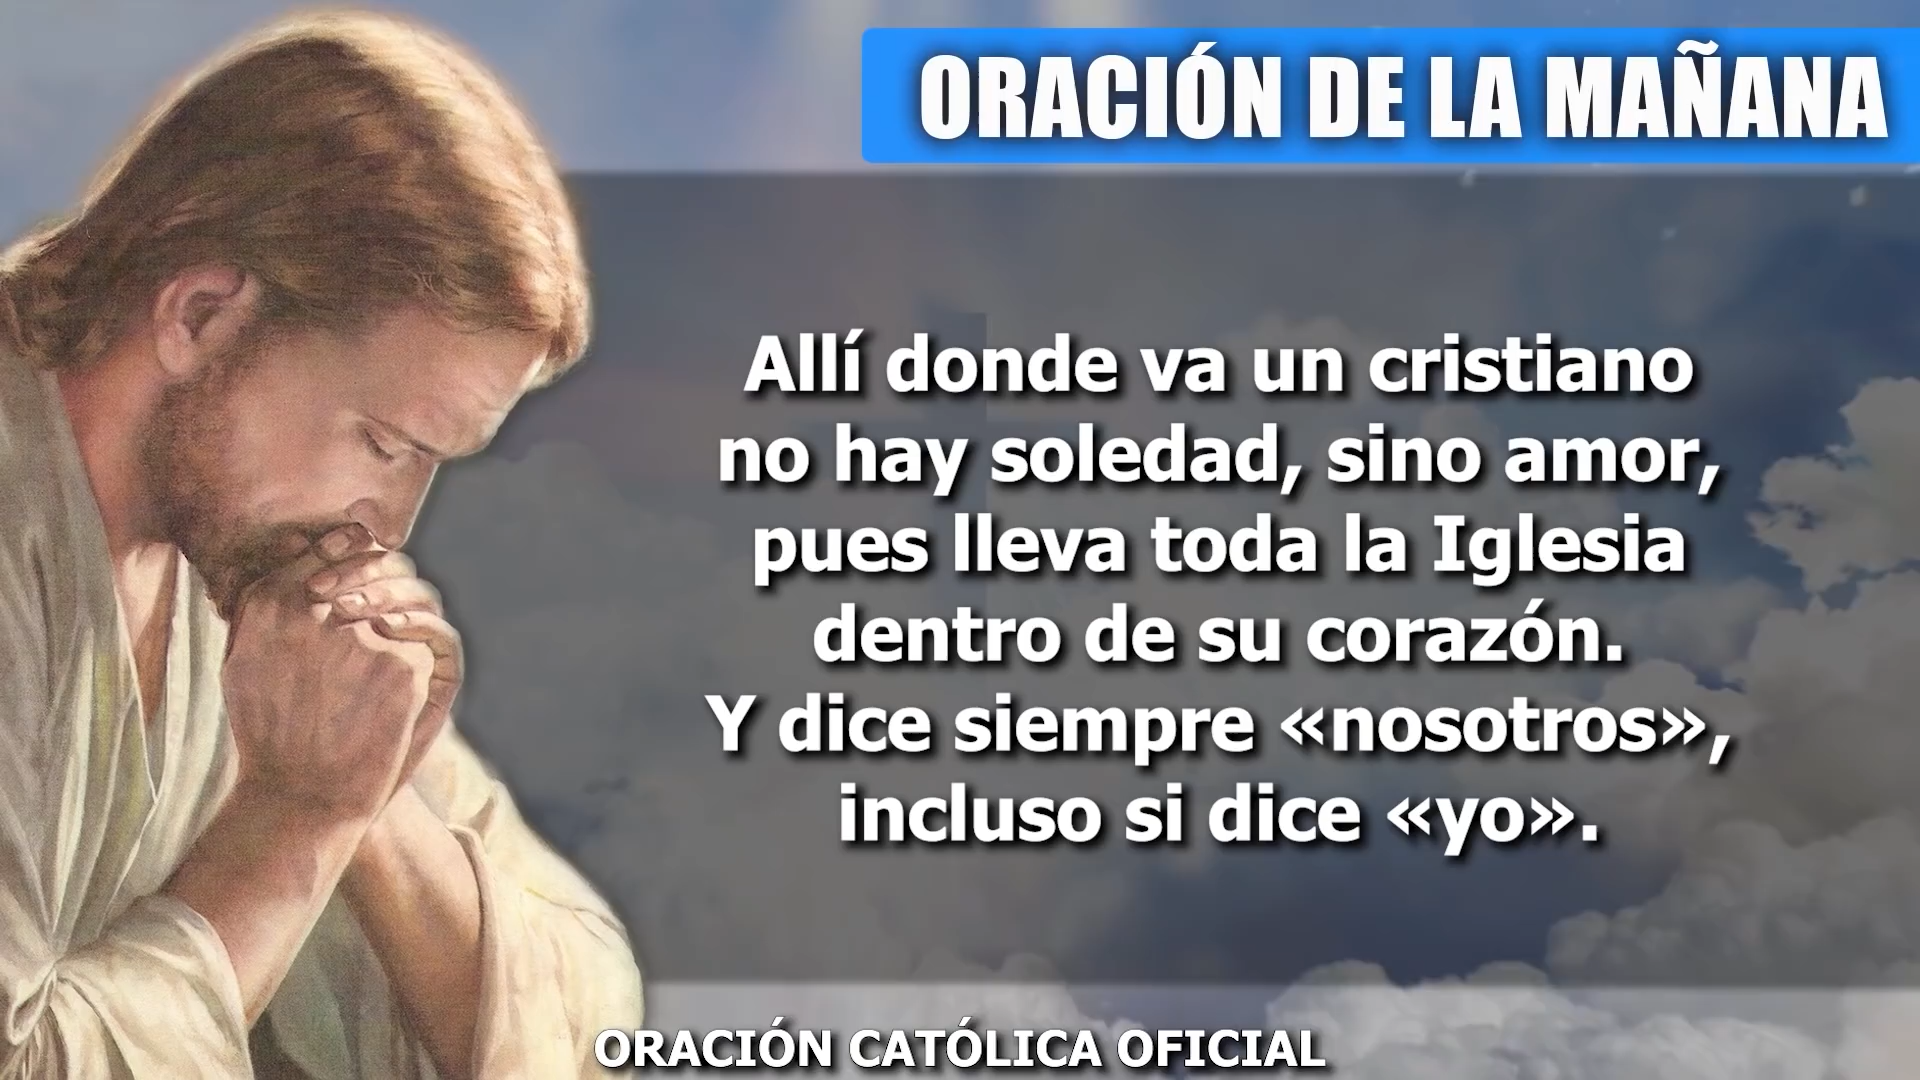 ORACIÓN DE LA MAÑANA
Allí donde va un cristiano
no hay soledad, sino amor,
pues lleva toda la Iglesia
dentro de su corazón.
Y dice siempre «nosotros»,
incluso si dice «yo».
ORACIÓN CATÓLICA OFICIAL